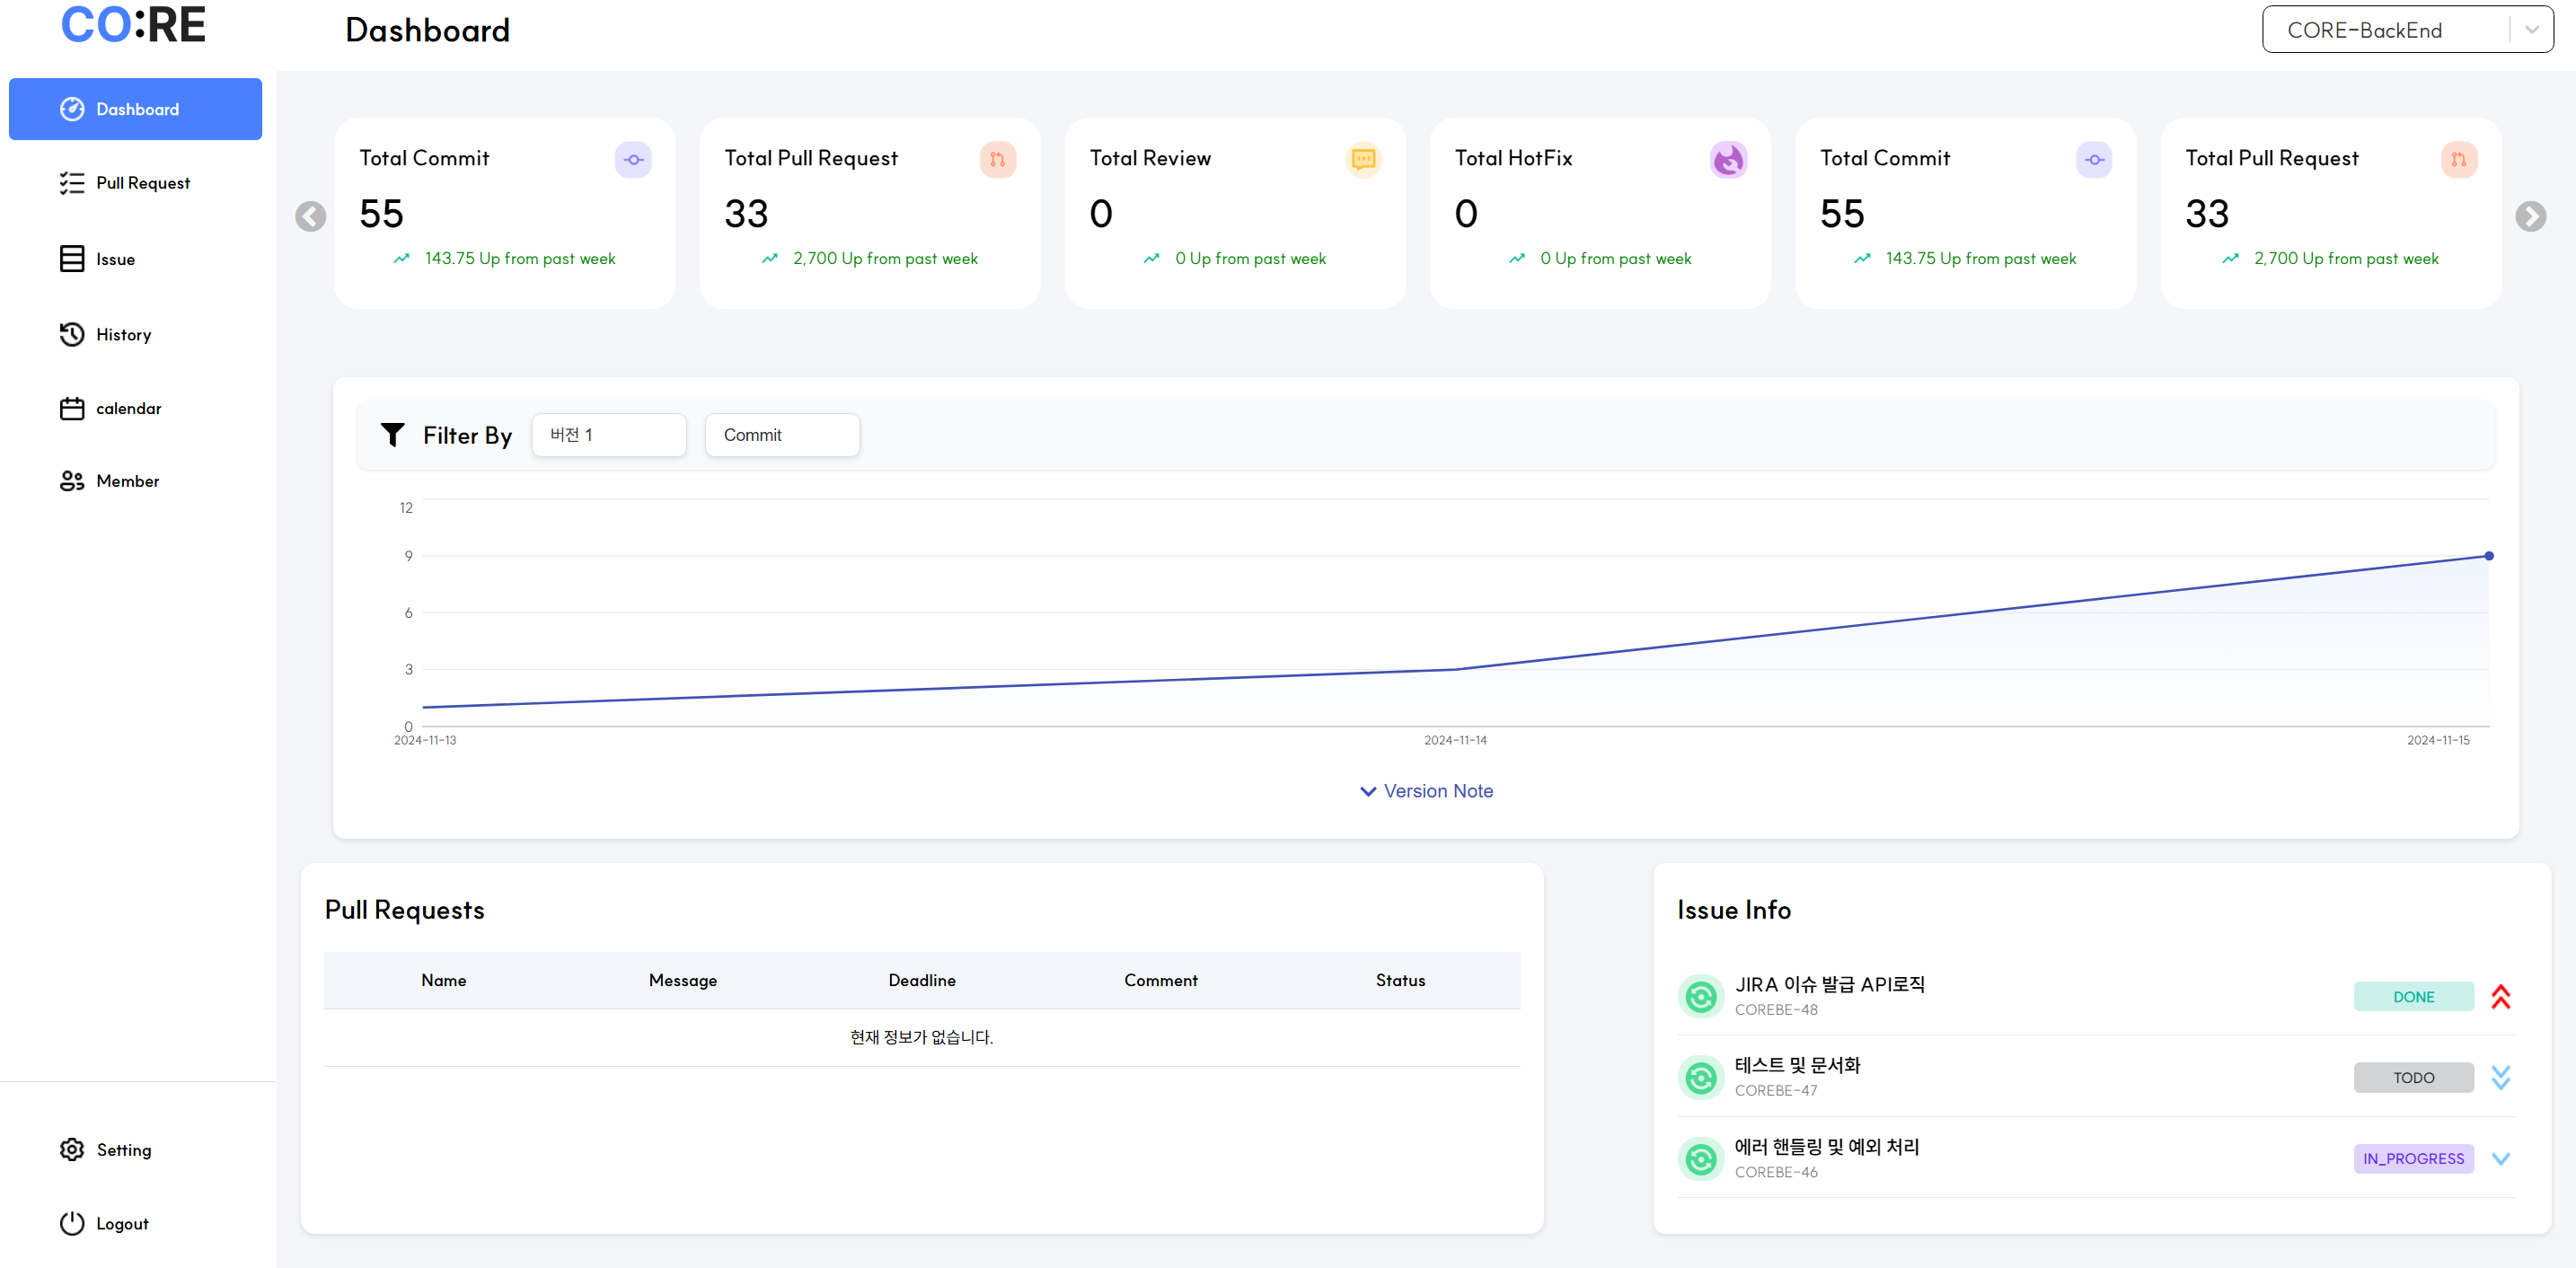 CO:RE
Dashboard
CORE-BackEnd
Dashboard
Pull Request
Issue
History
calendar
Member
Setting
Logout
Total Commit
55
143.75 Up from past week
Total Pull Request
33
2,700 Up from past week
Total Review
0
0 Up from past week
Total HotFix
0
0 Up from past week
Total Commit
55
143.75 Up from past week
Total Pull Request
33
2,700 Up from past week
Filter By
버전 1
Commit
12
9
6
3
0
2024-11-13
2024-11-14
2024-11-15
Version Note
Pull Requests
Name Message Deadline Comment Status
현재 정보가 없습니다.
Issue Info
JIRA 이슈 발급 API로직
COREBE-48
DONE
테스트 및 문서화
COREBE-47
TODO
에러 핸들링 및 예외 처리
COREBE-46
IN_PROGRESS